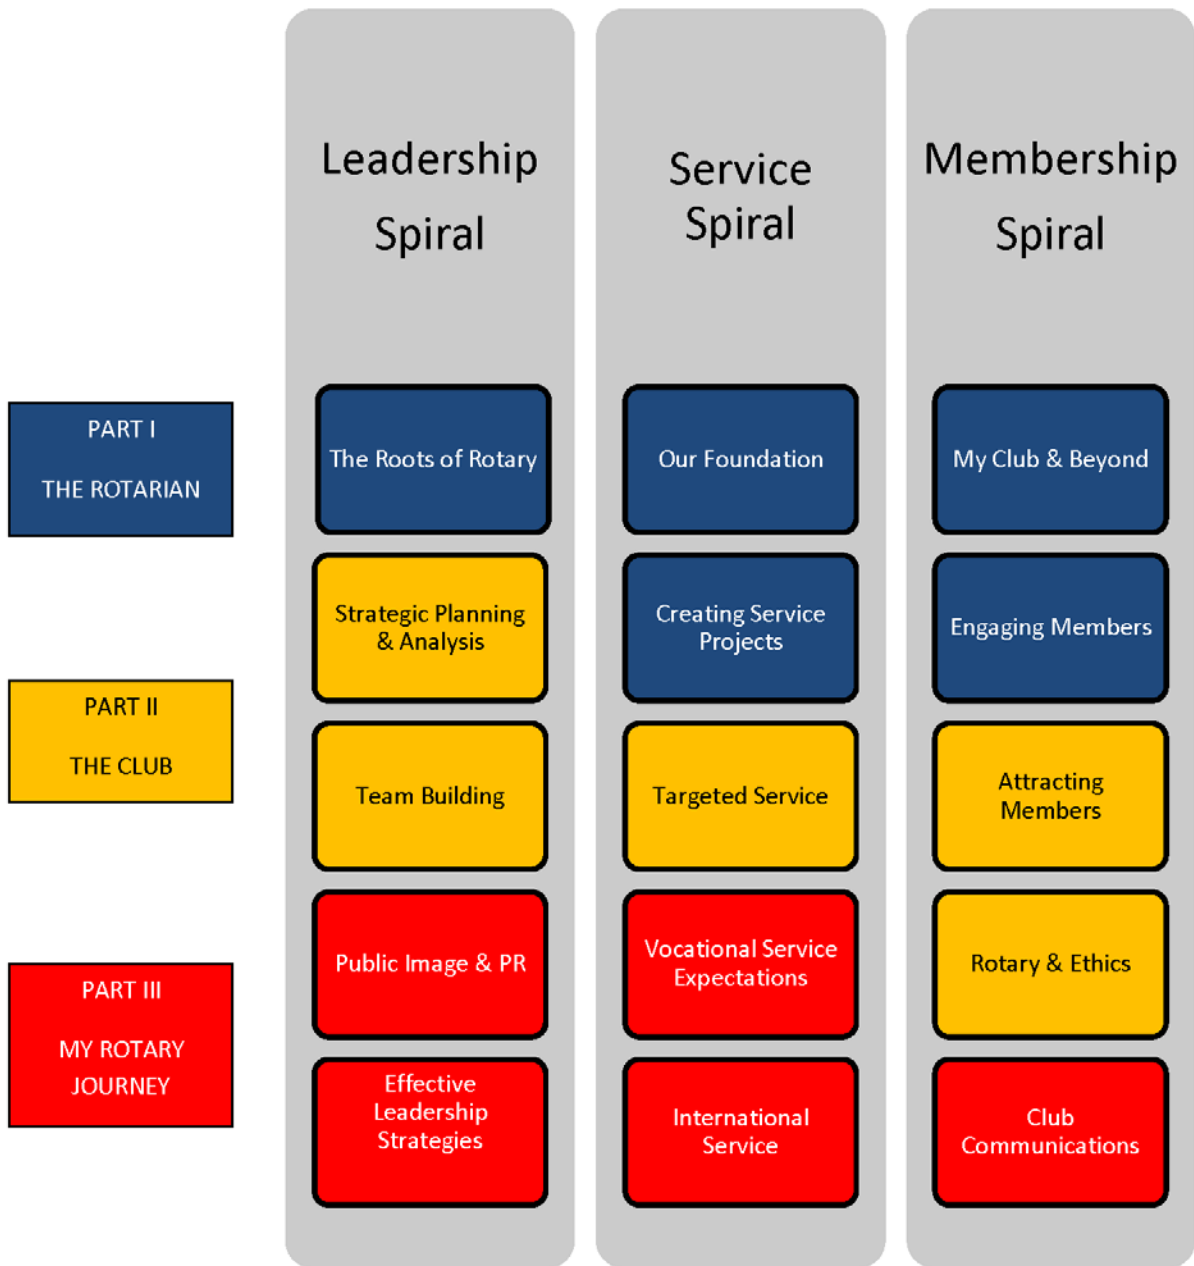 Leadership
Spiral
Service
Spiral
Membership
Spiral
PART I
THE ROTARIAN
The Roots of Rotary
Our Foundation
My Club & Beyond
Strategic Planning
& Analysis
Creating Service
Projects
Engaging Members
PART II
THE CLUB
Team Building
Targeted Service
Attracting
Members
Public Image & PR
Vocational Service
Expectations
Rotary & Ethics
PART III
MY ROTARY
JOURNEY
Effective
Leadership
Strategies
International
Service
Club
Communications